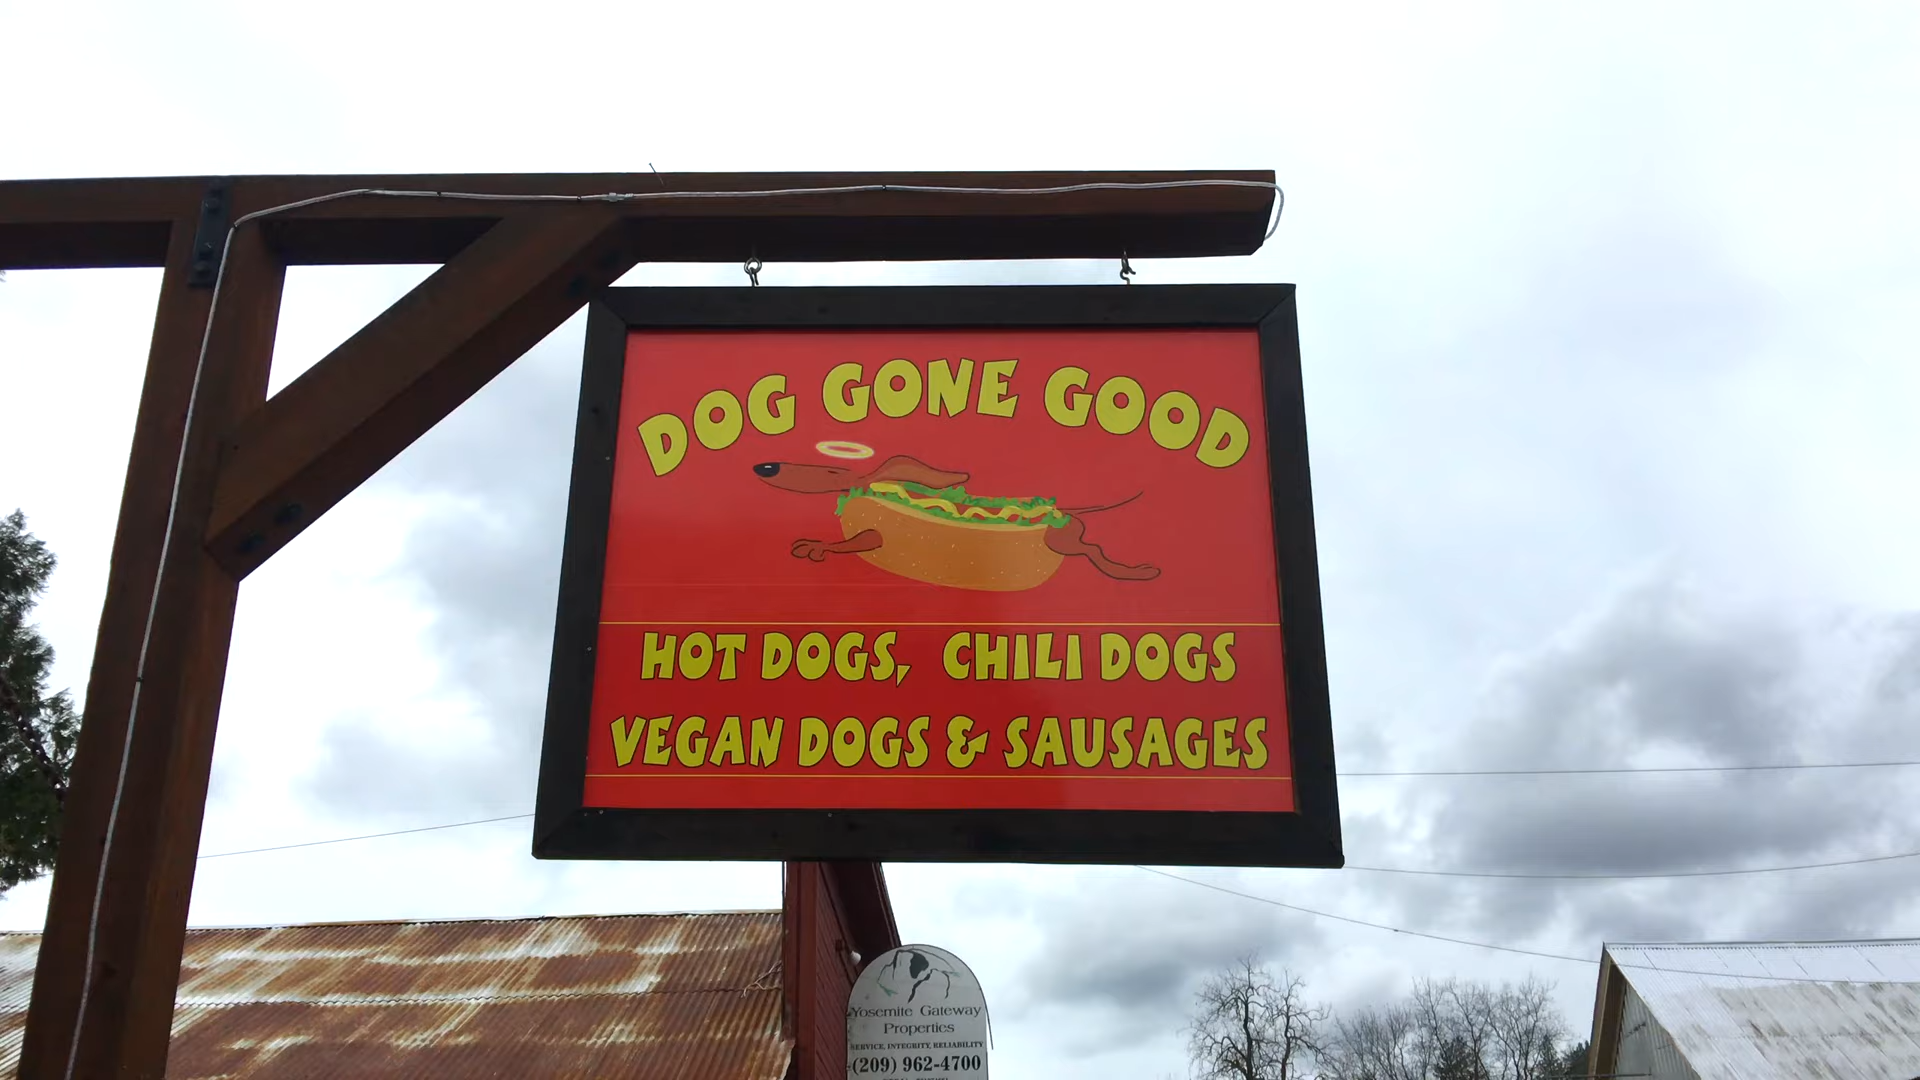 DOG GONE GOOD
HOT DOGS, CHILI DOGS
VEGAN DOGS & SAUSAGES
Yosemite Gateway
Properties
SERVICE, INTEGRITY, RELIABILITY
(209) 962-4700